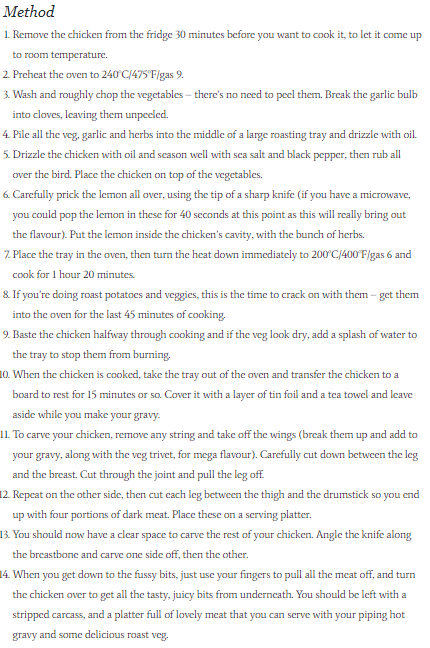 Method
1. Remove the chicken from the fridge 30 minutes before you want to cook it, to let it come up
to room temperature.
2. Preheat the oven to 240°C/475°F/gas 9.
3. Wash and roughly chop the vegetables – there's no need to peel them. Break the garlic bulb
into cloves, leaving them unpeeled.
4. Pile all the veg, garlic and herbs into the middle of a large roasting tray and drizzle with oil.
5. Drizzle the chicken with oil and season well with sea salt and black pepper, then rub all
over the bird. Place the chicken on top of the vegetables.
6. Carefully prick the lemon all over, using the tip of a sharp knife (if you have a microwave,
you could pop the lemon in these for 40 seconds at this point as this will really bring out
the flavour). Put the lemon inside the chicken's cavity, with the bunch of herbs.
7. Place the tray in the oven, then turn the heat down immediately to 200°C/400°F/gas 6 and
cook for 1 hour 20 minutes.
8. If you're doing roast potatoes and veggies, this is the time to crack on with them – get them
into the oven for the last 45 minutes of cooking.
9. Baste the chicken halfway through cooking and if the veg look dry, add a splash of water to
the tray to stop them from burning.
10. When the chicken is cooked, take the tray out of the oven and transfer the chicken to a
board to rest for 15 minutes or so. Cover it with a layer of tin foil and a tea towel and leave
aside while you make your gravy.
11. To carve your chicken, remove any string and take off the wings (break them up and add to
your gravy, along with the veg trivet, for mega flavour). Carefully cut down between the leg
and the breast. Cut through the joint and pull the leg off.
12. Repeat on the other side, then cut each leg between the thigh and the drumstick so you end
up with four portions of dark meat. Place these on a serving platter.
13. You should now have a clear space to carve the rest of your chicken. Angle the knife along
the breastbone and carve one side off, then the other.
14. When you get down to the fussy bits, just use your fingers to pull all the meat off, and turn
the chicken over to get all the tasty, juicy bits from underneath. You should be left with a
stripped carcass, and a platter full of lovely meat that you can serve with your piping hot
gravy and some delicious roast veg.